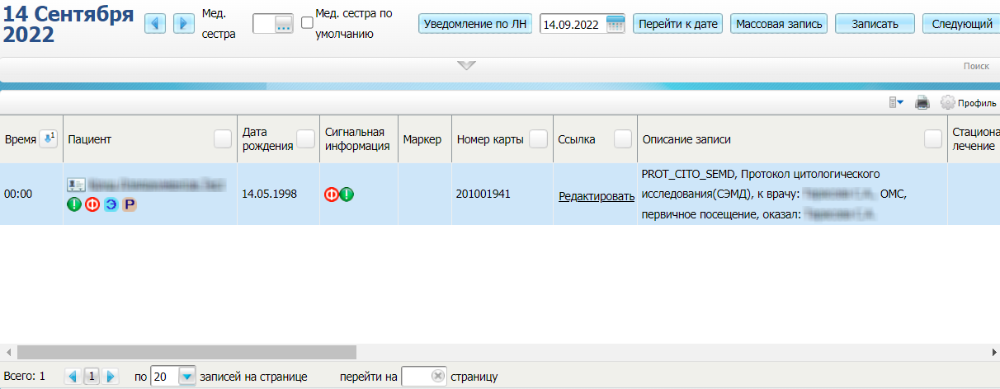 14 Сентября
2022
Мед.
сестра
...
Мед. сестра по
умолчанию
Уведомление по ЛН
14.09.2022
Перейти к дате
Массовая запись
Записать
Следующий
Поиск
Профиль
Время
1
Пациент
Дата
рождения
Сигнальная
информация
Маркер
Номер карты
Ссылка
Описание записи
Стациона
лечение
00:00
! Ф Э Р
14.05.1998
Ф !
201001941
Редактировать
PROT_CITO_SEMD, Протокол цитологического
исследования(СЭМД), к врачу: ОМС,
первичное посещение, оказал:
Всего: 1
1
по 20 записей на странице
перейти на страницу